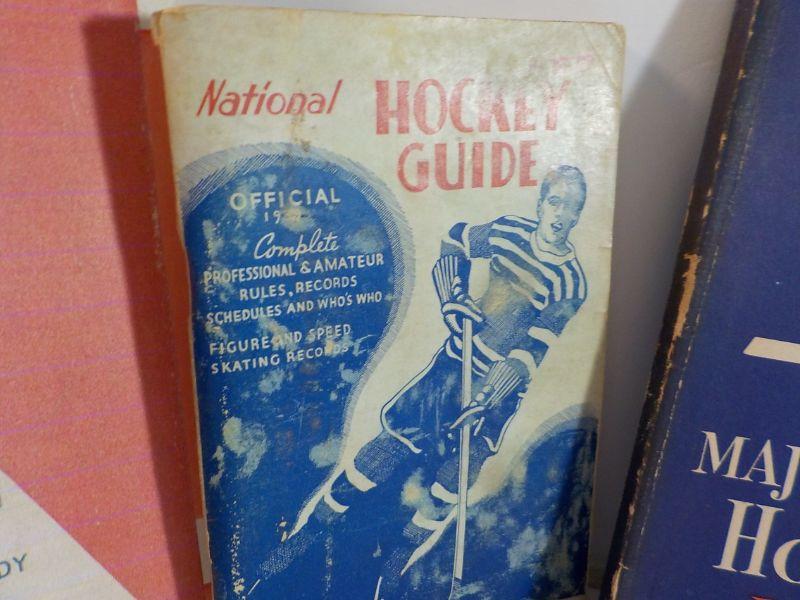 National HOCKEY
GUIDE
OFFICIAL
19
Complete
PROFESSIONAL & AMATEUR
RULES, RECORDS
SCHEDULES AND WHO'S WHO
FIGURE AND SPEED
SKATING RECORDS
DY
MAJ
Ho